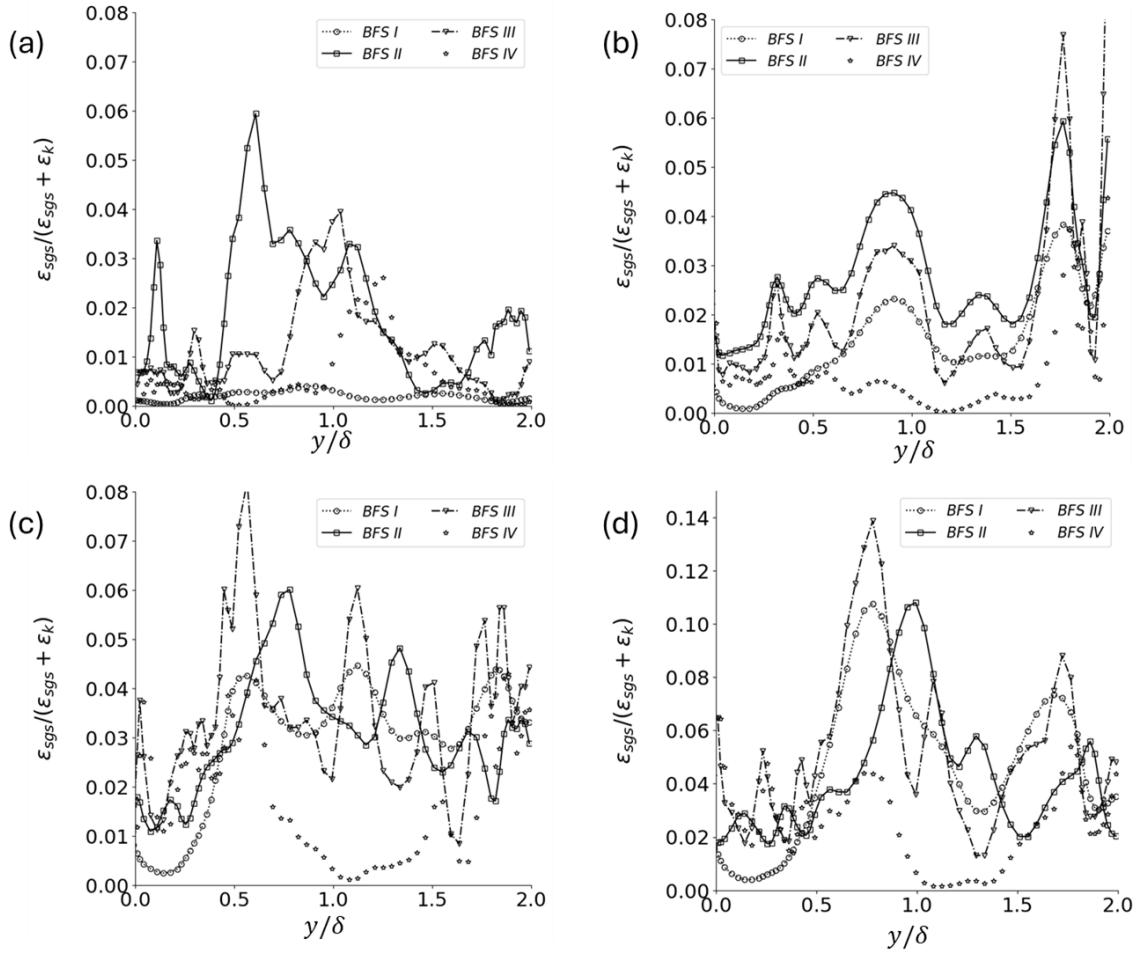 (a)
0.08
0.07
0.06
0.05
0.04
0.03
0.02
0.01
0.00
ε_sgs/(ε_sgs + ε_k)
BFS I
BFS II
BFS III
BFS IV
0.0
0.5
1.0
1.5
2.0
y/δ
(b)
0.08
0.07
0.06
0.05
0.04
0.03
0.02
0.01
0.00
ε_sgs/(ε_sgs + ε_k)
BFS I
BFS II
BFS III
BFS IV
0.0
0.5
1.0
1.5
2.0
y/δ
(c)
0.08
0.07
0.06
0.05
0.04
0.03
0.02
0.01
0.00
ε_sgs/(ε_sgs + ε_k)
BFS I
BFS II
BFS III
BFS IV
0.0
0.5
1.0
1.5
2.0
y/δ
(d)
0.14
0.12
0.10
0.08
0.06
0.04
0.02
0.00
ε_sgs/(ε_sgs + ε_k)
BFS I
BFS II
BFS III
BFS IV
0.0
0.5
1.0
1.5
2.0
y/δ